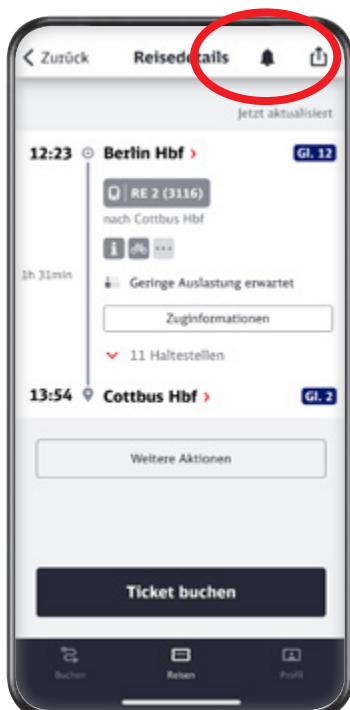 Zurück Reisedetails
Jetzt aktualisiert
12:23 Berlin Hbf Gl. 12
RE 2 (3116)
nach Cottbus Hbf
1h 31min
Geringe Auslastung erwartet
Zuginformationen
11 Haltestellen
13:54 Cottbus Hbf Gl. 2
Weitere Aktionen
Ticket buchen
Buchen Reisen Profil